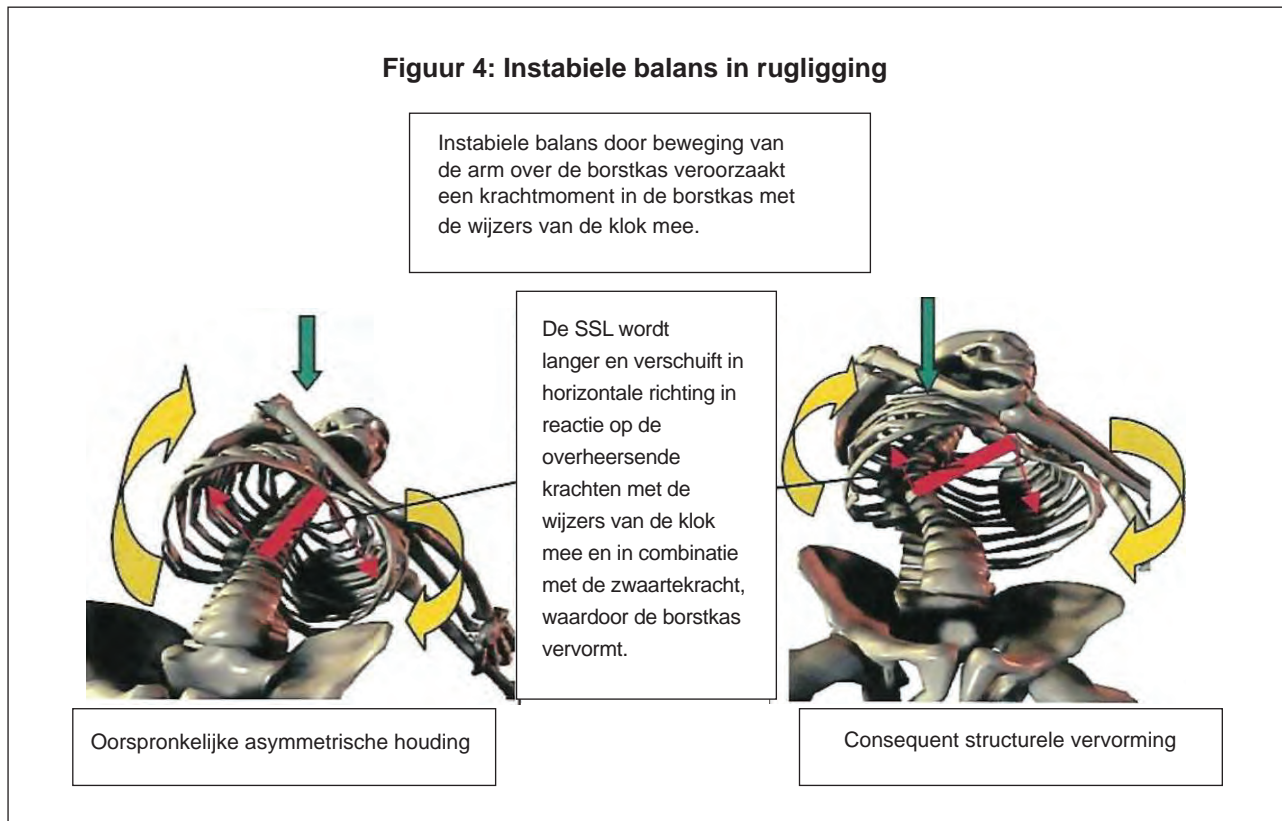 Figuur 4: Instabiele balans in rugligging
Instabiele balans door beweging van
de arm over de borstkas veroorzaakt
een krachtmoment in de borstkas met
de wijzers van de klok mee.
De SSL wordt
langer en verschuift in
horizontale richting in
reactie op de
overheersende
krachten met de
wijzers van de klok
mee en in combinatie
met de zwaartekracht,
waardoor de borstkas
vervormt.
Oorspronkelijke asymmetrische houding
Consequent structurele vervorming